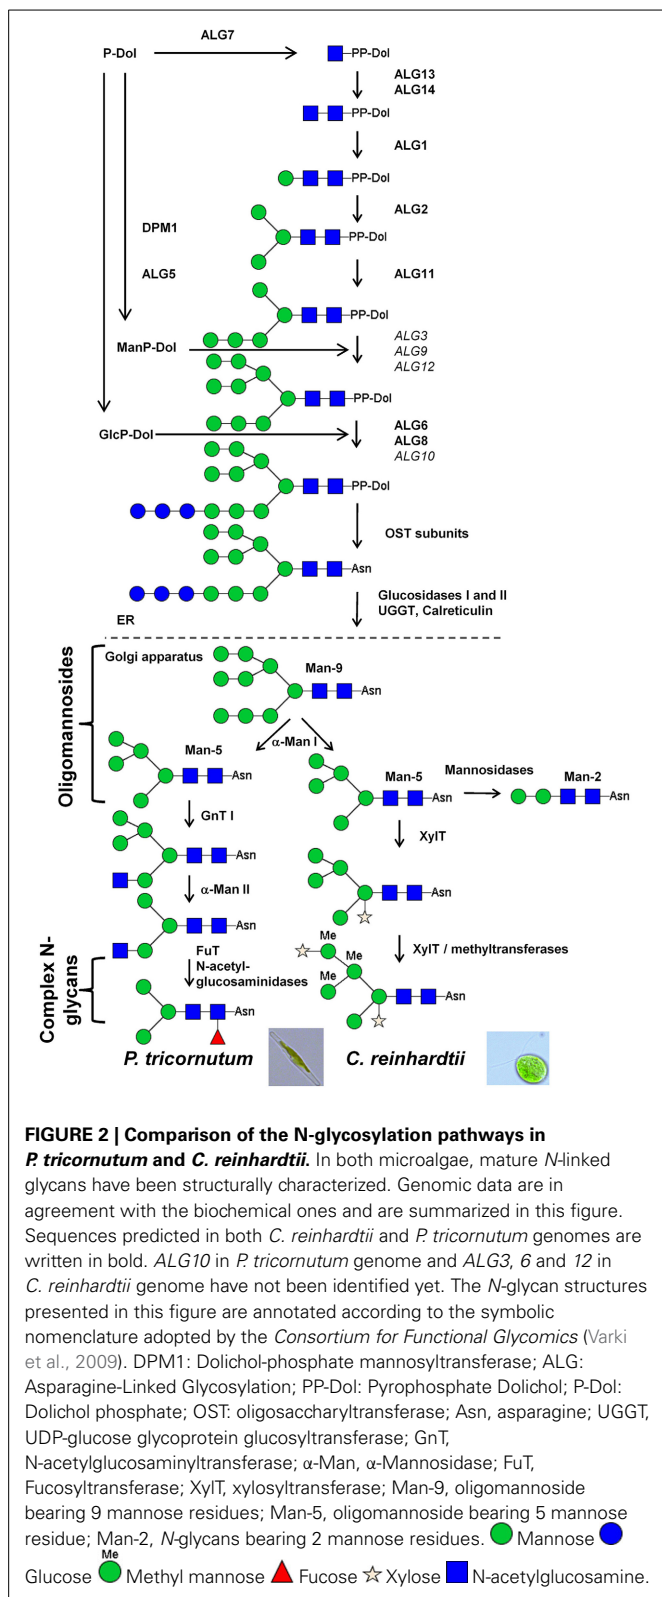 ALG7
P-Dol
PP-Dol
ALG13
ALG14
PP-Dol
ALG1
PP-Dol
ALG2
DPM1
PP-Dol
ALG5
ALG11
PP-Dol
ManP-Dol
ALG3
ALG9
ALG12
PP-Dol
GlcP-Dol
ALG6
ALG8
ALG10
PP-Dol
OST subunits
Asn
Glucosidases I and II
UGGT, Calreticulin
ER
Golgi apparatus
Man-9
Asn
Oligomannosides
α-Man I
Man-5
Asn
Man-5
Asn
Mannosidases
Man-2
Asn
GnT I
XylT
Asn
Asn
α-Man II
Asn
FuT
N-acetyl-
glucosaminidases
XylT / methyltransferases
Me
Me
Me
Asn
Complex N-
glycans
Asn
P. tricornutum
C. reinhardtii
FIGURE 2 | Comparison of the N-glycosylation pathways in
P. tricornutum and C. reinhardtii. In both microalgae, mature N-linked
glycans have been structurally characterized. Genomic data are in
agreement with the biochemical ones and are summarized in this figure.
Sequences predicted in both C. reinhardtii and P. tricornutum genomes are
written in bold. ALG10 in P. tricornutum genome and ALG3, 6 and 12 in
C. reinhardtii genome have not been identified yet. The N-glycan structures
presented in this figure are annotated according to the symbolic
nomenclature adopted by the Consortium for Functional Glycomics (Varki
et al., 2009). DPM1: Dolichol-phosphate mannosyltransferase; ALG:
Asparagine-Linked Glycosylation; PP-Dol: Pyrophosphate Dolichol; P-Dol:
Dolichol phosphate; OST: oligosaccharyltransferase; Asn, asparagine; UGGT,
UDP-glucose glycoprotein glucosyltransferase; GnT,
N-acetylglucosaminyltransferase; α-Man, α-Mannosidase; FuT,
Fucosyltransferase; XylT, xylosyltransferase; Man-9, oligomannoside
bearing 9 mannose residues; Man-5, oligomannoside bearing 5 mannose
residue; Man-2, N-glycans bearing 2 mannose residues. Mannose
Me
Glucose Methyl mannose Fucose Xylose N-acetylglucosamine.